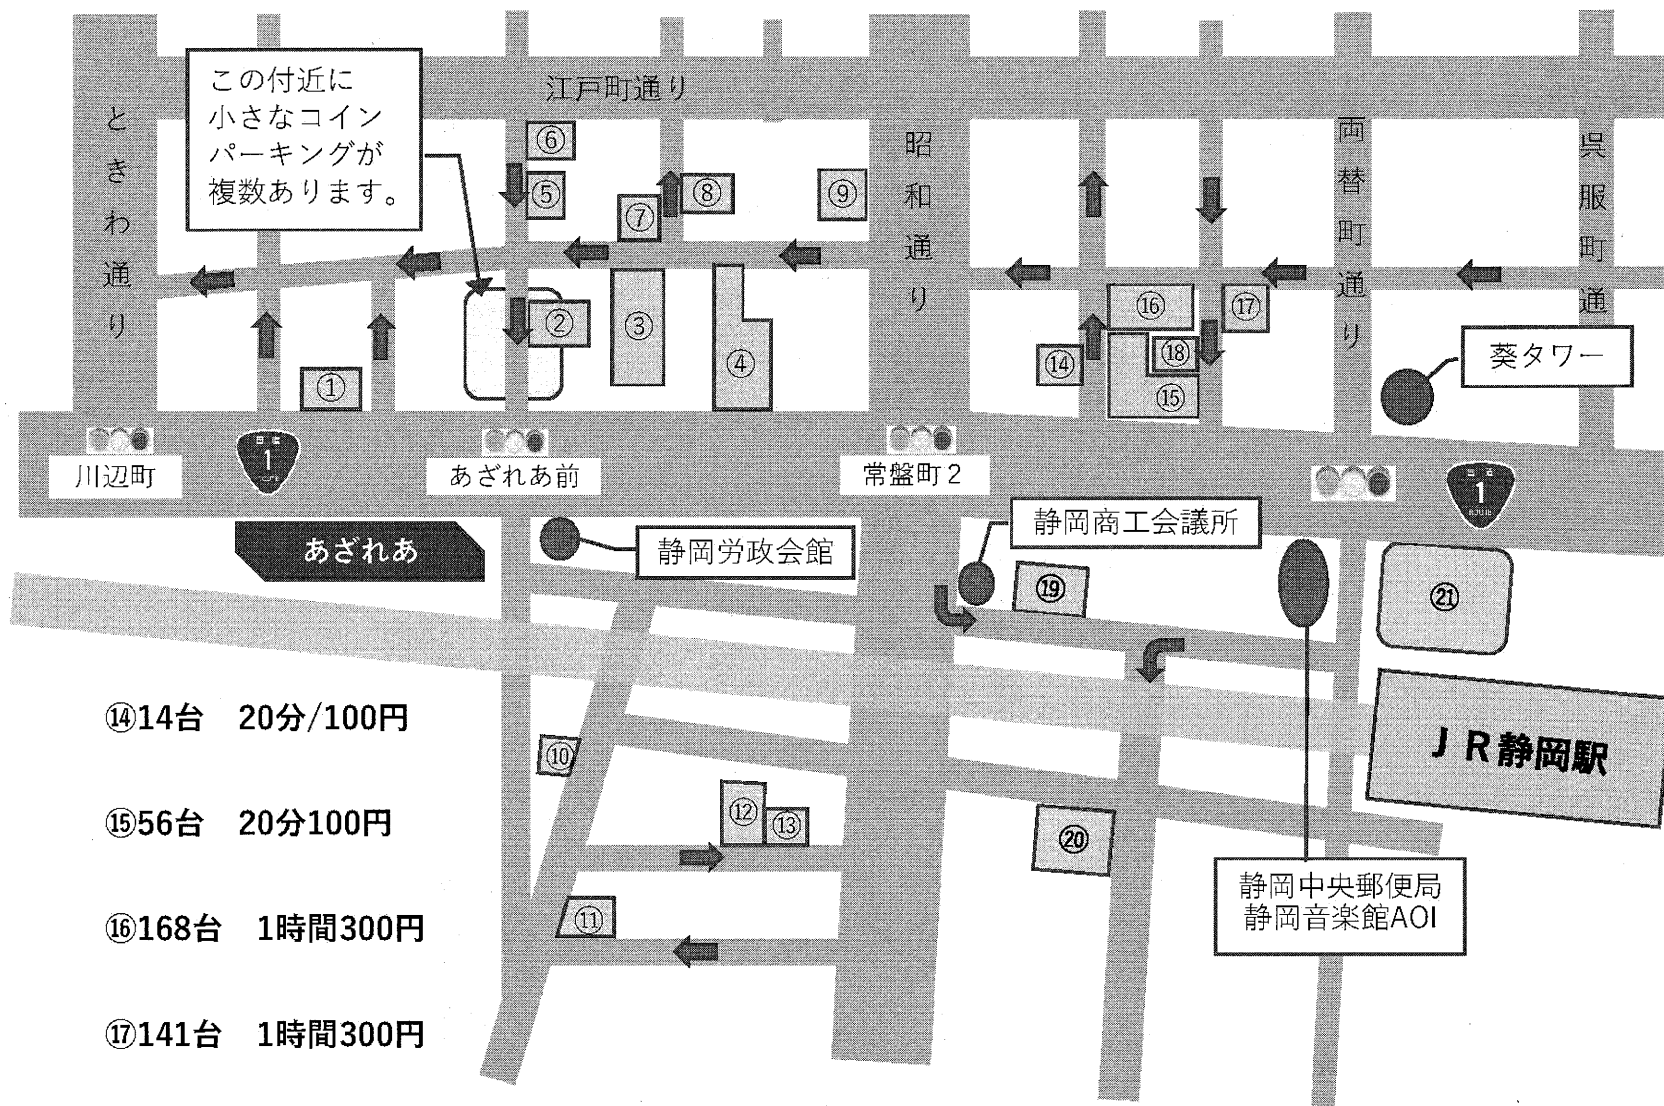 この付近に
小さなコイン
パーキングが
複数あります。
江戸町通り
ときわ通り
昭和通り
両替町通り
呉服町通
⑥
⑤
⑦
⑧
⑨
②
③
④
①
⑯
⑰
⑱
⑭
⑮
葵タワー
川辺町
1
あざれあ前
常盤町2
1
ROUTE
あざれあ
静岡労政会館
静岡商工会議所
⑲
㉑
JR静岡駅
⑩
⑫
⑬
⑳
⑪
静岡中央郵便局
静岡音楽館AOI
⑭14台 20分/100円
⑮56台 20分100円
⑯168台 1時間300円
⑰141台 1時間300円